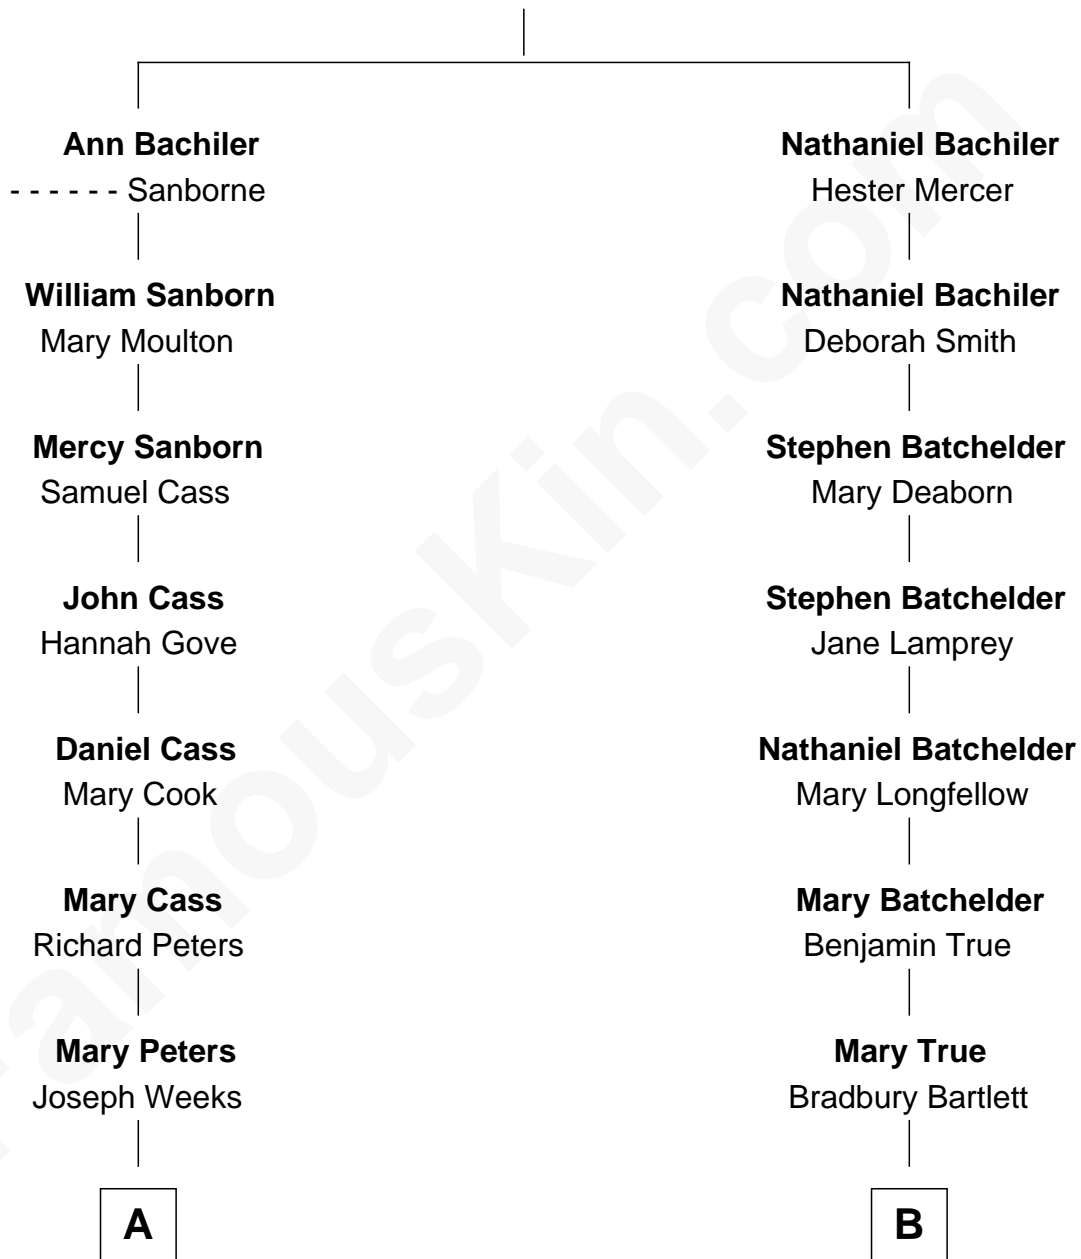 Ann Bachiler
- - - - - - Sanborne
William Sanborn
Mary Moulton
Mercy Sanborn
Samuel Cass
John Cass
Hannah Gove
Daniel Cass
Mary Cook
Mary Cass
Richard Peters
Mary Peters
Joseph Weeks
A
Nathaniel Bachiler
Hester Mercer
Nathaniel Bachiler
Deborah Smith
Stephen Batchelder
Mary Deaborn
Stephen Batchelder
Jane Lamprey
Nathaniel Batchelder
Mary Longfellow
Mary Batchelder
Benjamin True
Mary True
Bradbury Bartlett
B
FamousKin.com